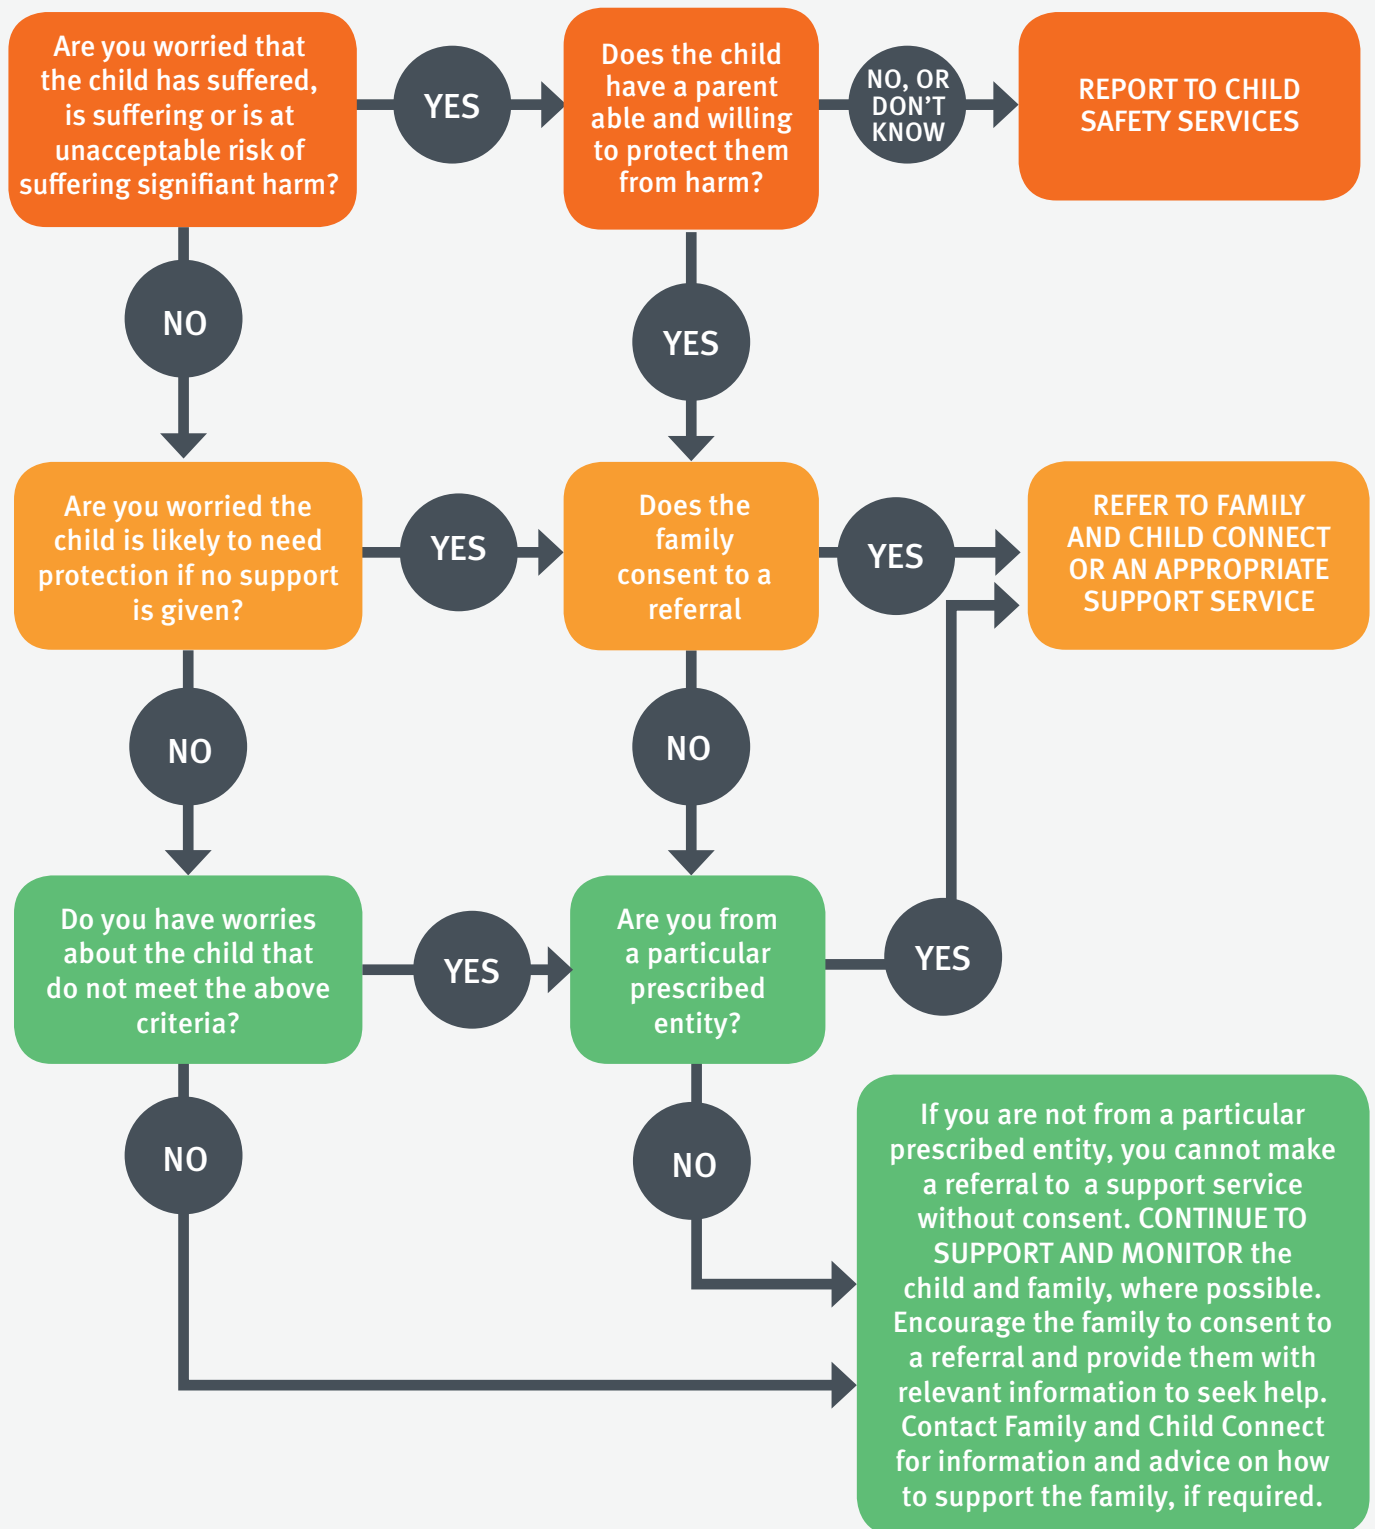 Are you worried that
the child has suffered,
is suffering or is at
unacceptable risk of
suffering signifiant harm?
YES
Does the child
have a parent
able and willing
to protect them
from harm?
NO, OR
DON'T
KNOW
REPORT TO CHILD
SAFETY SERVICES
NO
YES
Are you worried the
child is likely to need
protection if no support
is given?
YES
Does the
family
consent to a
referral
YES
REFER TO FAMILY
AND CHILD CONNECT
OR AN APPROPRIATE
SUPPORT SERVICE
NO
NO
Do you have worries
about the child that
do not meet the above
criteria?
YES
Are you from
a particular
prescribed
entity?
YES
NO
NO
If you are not from a particular
prescribed entity, you cannot make
a referral to a support service
without consent. CONTINUE TO
SUPPORT AND MONITOR the
child and family, where possible.
Encourage the family to consent to
a referral and provide them with
relevant information to seek help.
Contact Family and Child Connect
for information and advice on how
to support the family, if required.